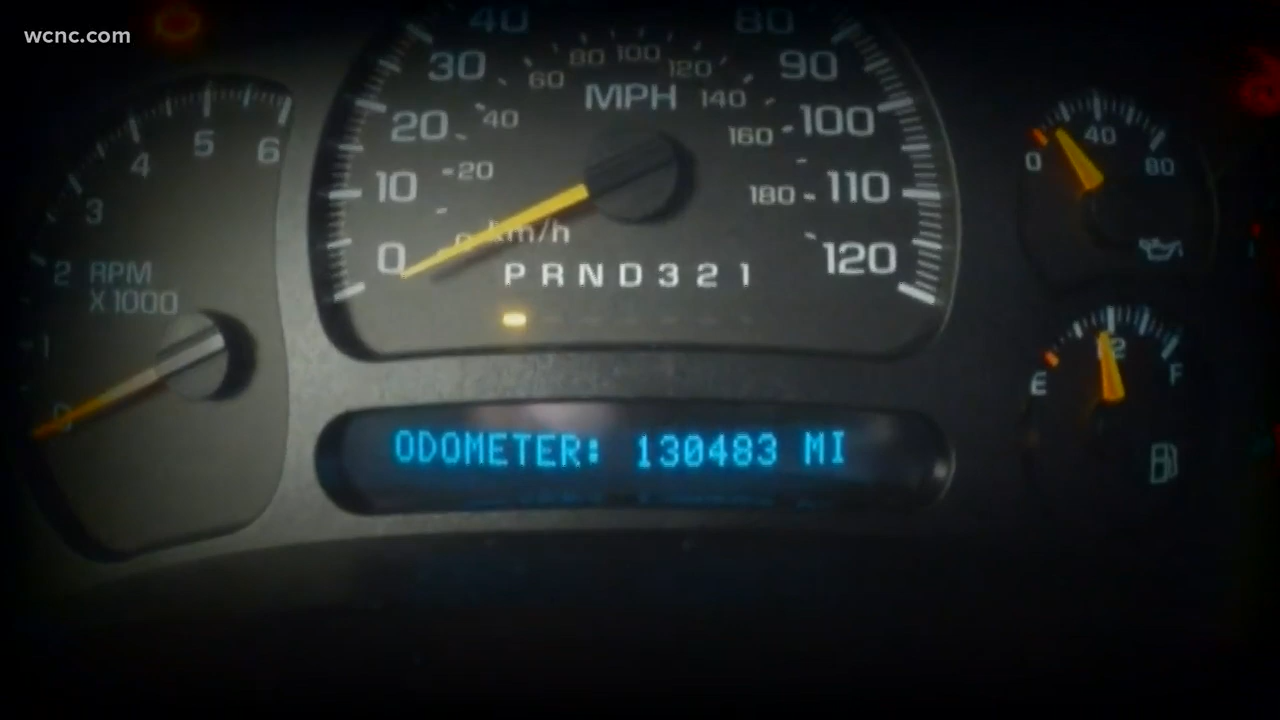 wcnc.com
3
4
5
6
2 RPM
X1000
1
0
40 80
30 90
20 100
10 110
0 120
MPH
20 40 60 80 100 120 140 160 180
0 km/h
P R N D 3 2 1
ODOMETER: 130483 MI
0 40 80
E F